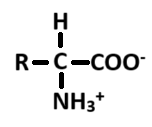 H
R-C-COO⁻
NH₃⁺